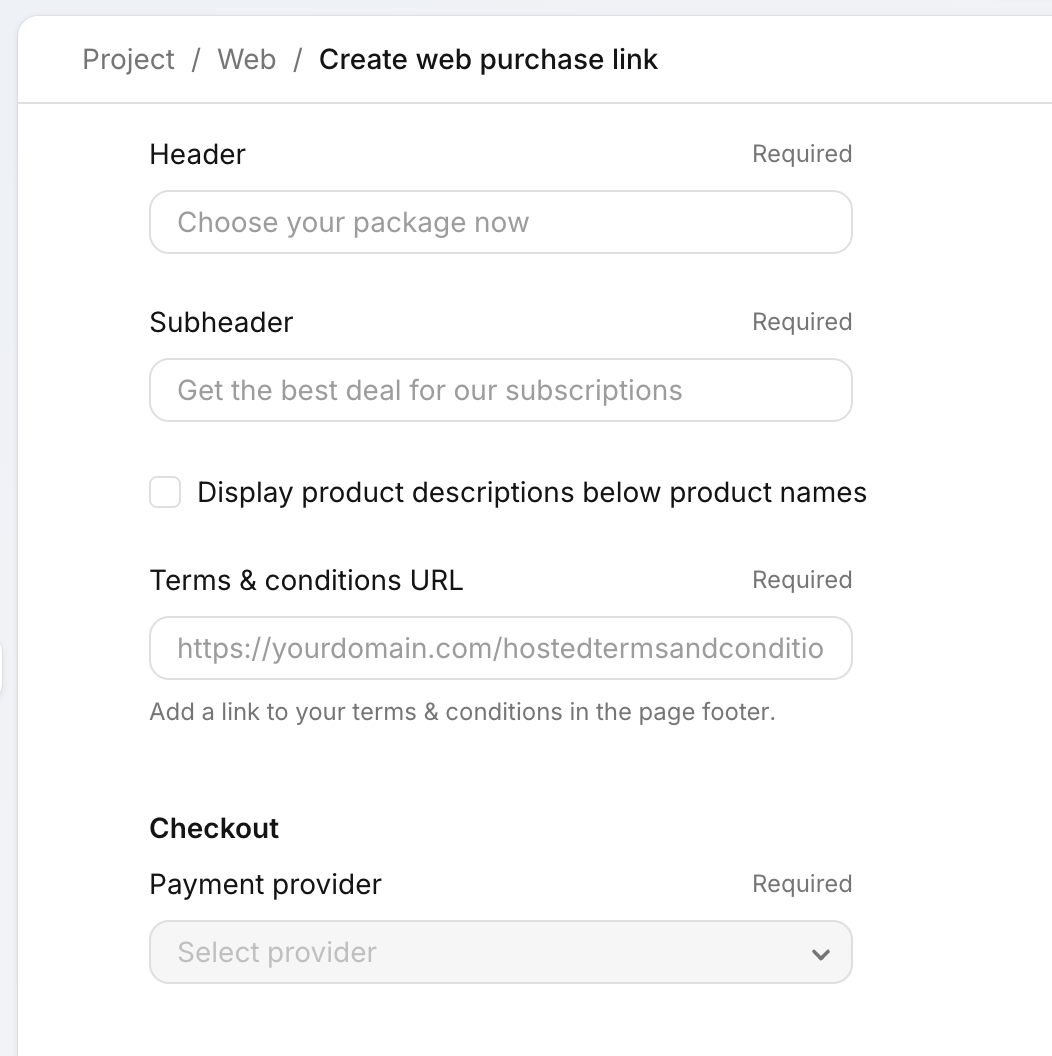 Project / Web / Create web purchase link
Header Required
Choose your package now
Subheader Required
Get the best deal for our subscriptions
Display product descriptions below product names
Terms & conditions URL Required
https://yourdomain.com/hostedtermsandconditio
Add a link to your terms & conditions in the page footer.
Checkout
Payment provider Required
Select provider